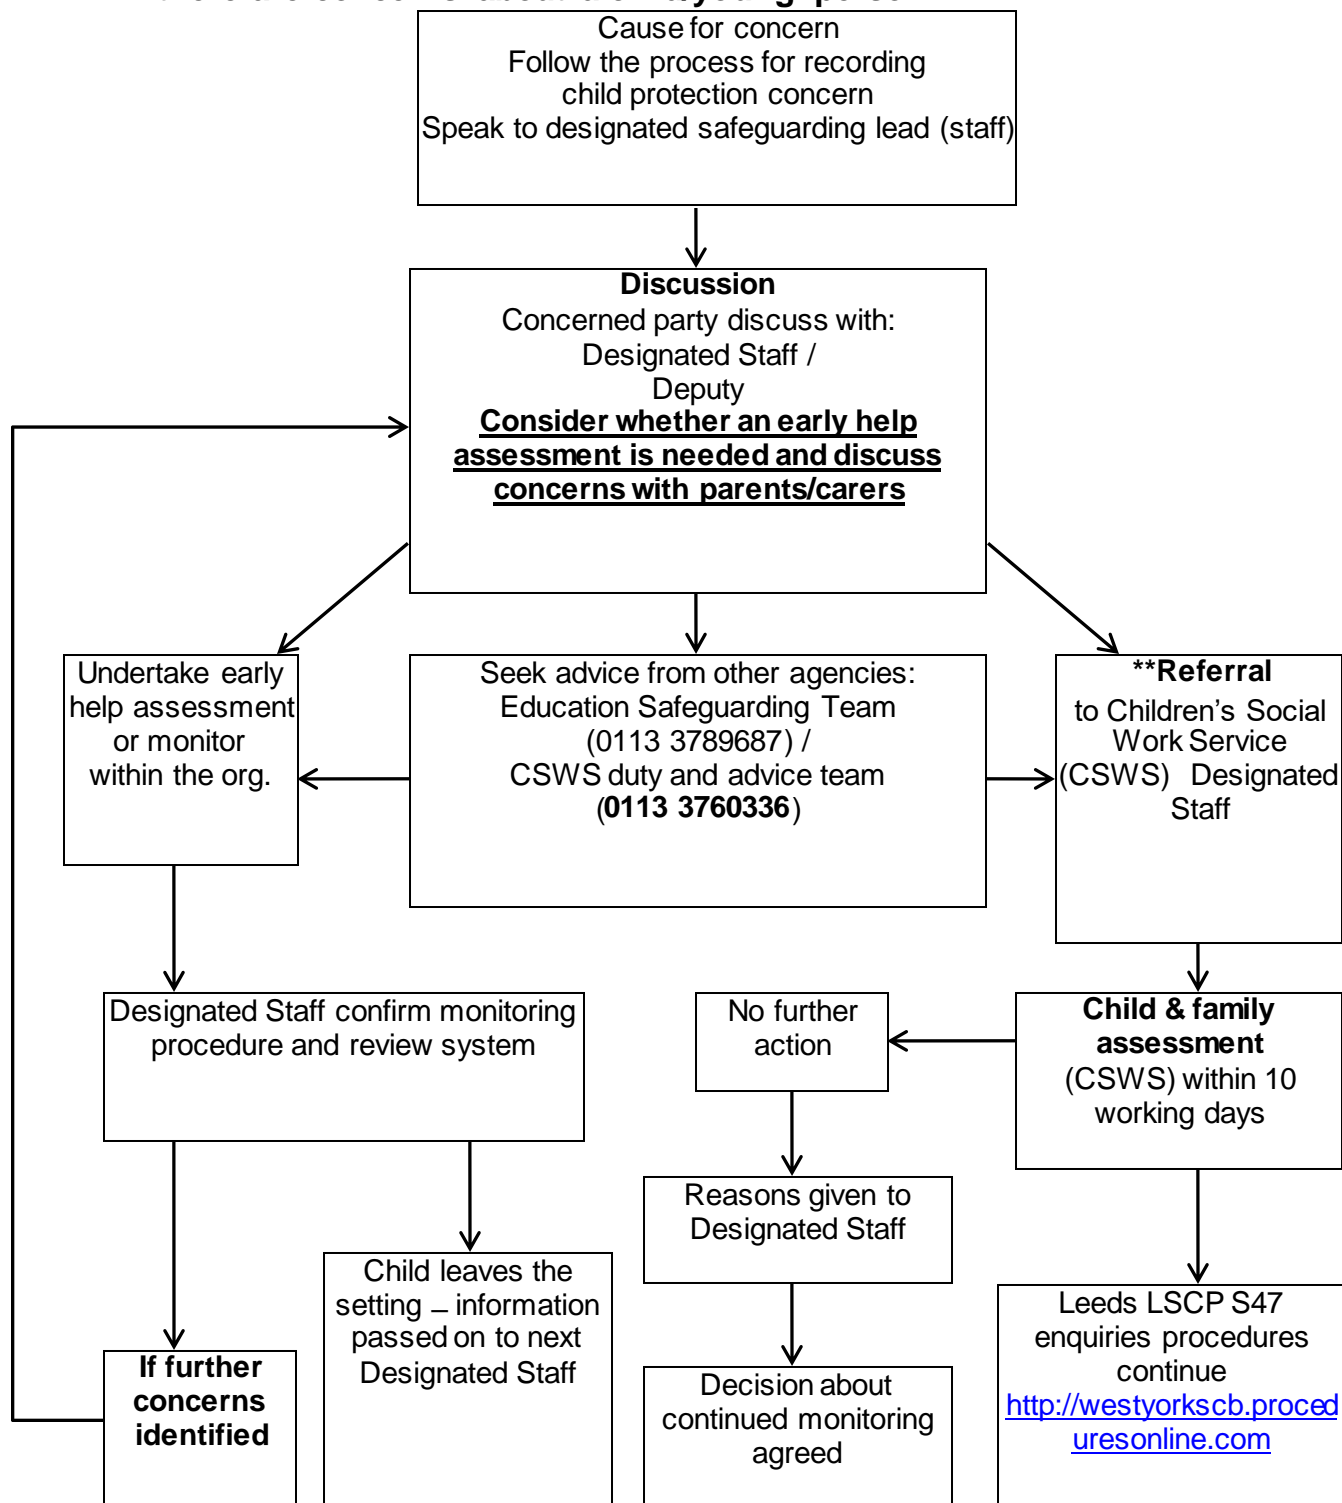 Cause for concern
Follow the process for recording
child protection concern
Speak to designated safeguarding lead (staff)
Discussion
Concerned party discuss with:
Designated Staff /
Deputy
Consider whether an early help
assessment is needed and discuss
concerns with parents/carers
Undertake early
help assessment
or monitor
within the org.
Seek advice from other agencies:
Education Safeguarding Team
(0113 3789687) /
CSWS duty and advice team
(0113 3760336)
**Referral
to Children’s Social
Work Service
(CSWS) Designated
Staff
Designated Staff confirm monitoring
procedure and review system
No further
action
Child & family
assessment
(CSWS) within 10
working days
Reasons given to
Designated Staff
Child leaves the
setting – information
passed on to next
Designated Staff
If further
concerns
identified
Decision about
continued monitoring
agreed
Leeds LSCP S47
enquiries procedures
continue
http://westyorkscb.proced
uresonline.com